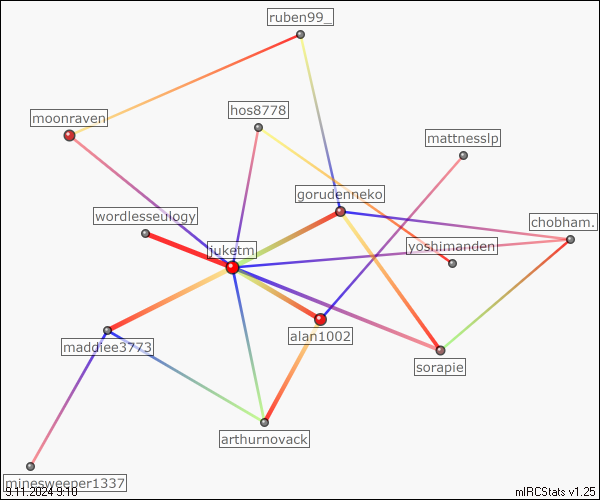 ruben99_
moonraven
hos8778
mattnesslp
gorudenneko
wordlesseulogy
chobham.
yoshimanden
juketm
alan1002
maddiee3773
sorapie
arthurnovack
minesweeper1337
9.11.2024 9:10
mIRCStats v1.25